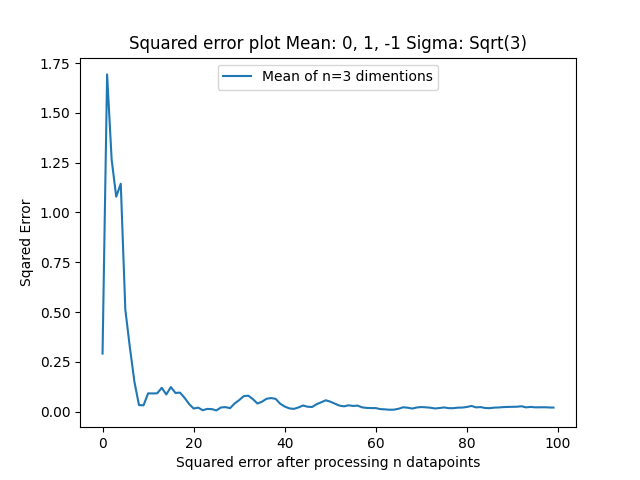 Squared error plot Mean: 0, 1, -1 Sigma: Sqrt(3)
Mean of n=3 dimentions
1.75
1.50
1.25
1.00
0.75
0.50
0.25
0.00
Sqared Error
0 20 40 60 80 100
Squared error after processing n datapoints